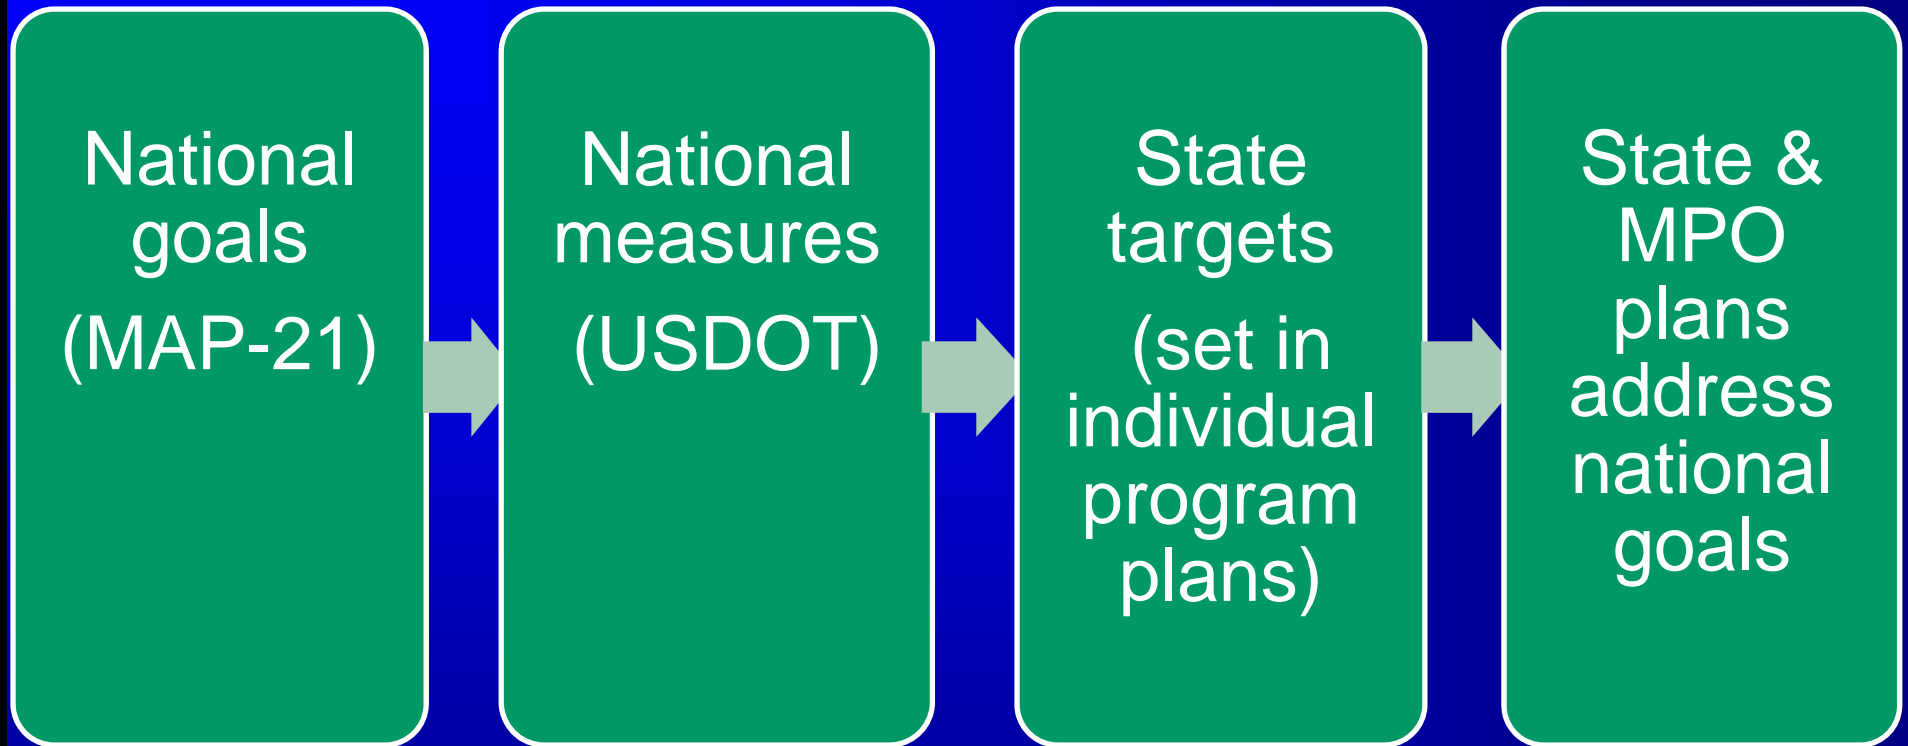 National
goals
(MAP-21)
National
measures
(USDOT)
State
targets
(set in
individual
program
plans)
State &
MPO
plans
address
national
goals